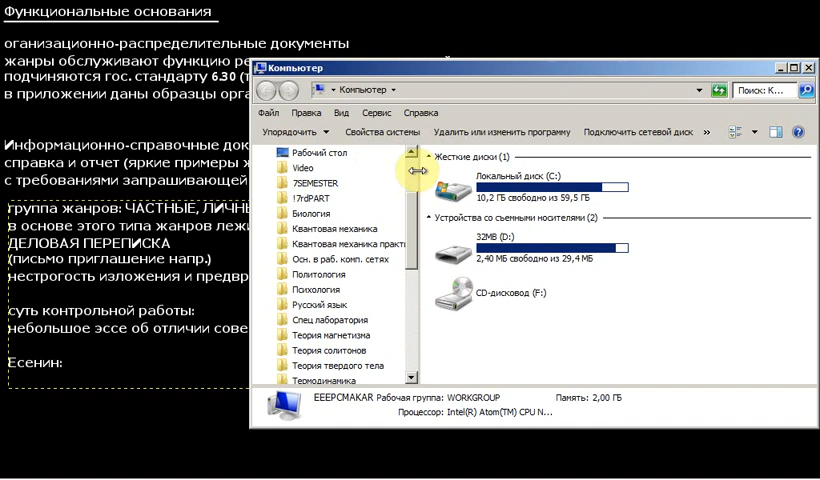 Функциональные основания
оганизационно-распределительные документы
жанры обслуживают функцию ре
подчиняются гос. стандарту 6.30 (т
в приложении даны образцы орга
Информационно-справочные док
справка и отчет (яркие примеры ж
с требованиями запрашивающей
группа жанров: ЧАСТНЫЕ, ЛИЧНЫ
в основе этого типа жанров лежи
ДЕЛОВАЯ ПЕРЕПИСКА
(письмо приглашение напр.)
нестрогость изложения и предвр
суть контрольной работы:
небольшое эссе об отличии сове
Есенин:
Компьютер
Компьютер
Поиск: К...
Файл Правка Вид Сервис Справка
Упорядочить Свойства системы Удалить или изменить программу Подключить сетевой диск »
Рабочий стол
Video
7SEMESTER
!7rdPART
Биология
Квантовая механика
Квантовая механика практи
Осн. в раб. комп. сетях
Политология
Психология
Русский язык
Спец лаборатория
Теория магнетизма
Теория солитонов
Теория твердого тела
Термодинамика
Жесткие диски (1)
Локальный диск (C:)
10,2 ГБ свободно из 59,5 ГБ
Устройства со съемными носителями (2)
32MB (D:)
2,40 МБ свободно из 29,4 МБ
CD-дисковод (F:)
EEEPCMAKAR Рабочая группа: WORKGROUP Память: 2,00 ГБ
Процессор: Intel(R) Atom(TM) CPU N...